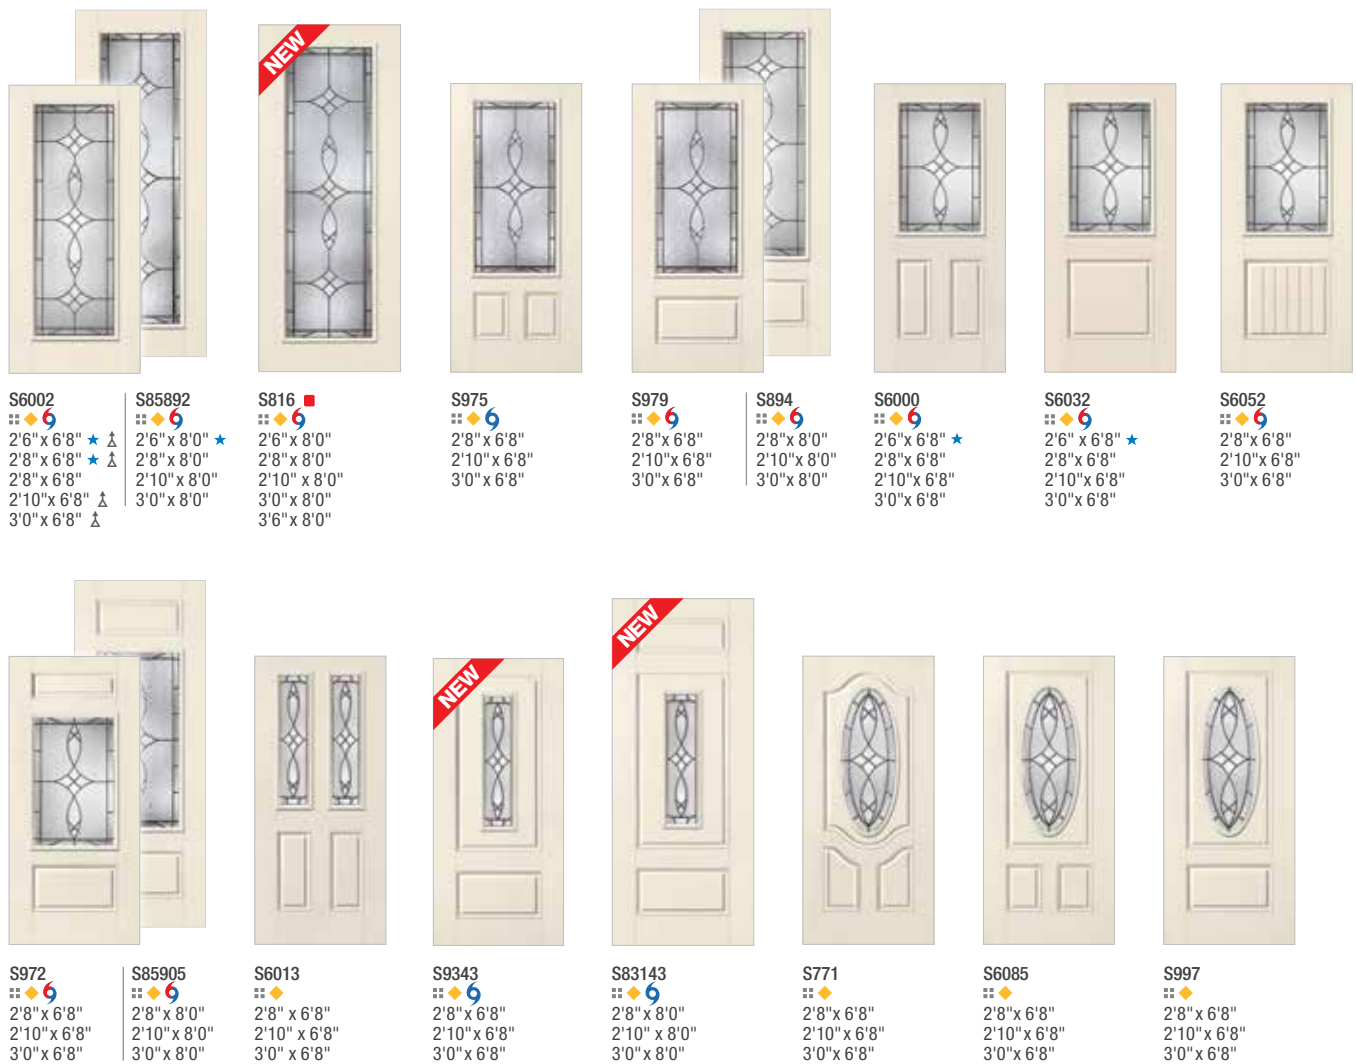 NEW
S6002
2'6" x 6'8"
2'8" x 6'8"
2'8" x 6'8"
2'10" x 6'8"
3'0" x 6'8"
S85892
2'6" x 8'0"
2'8" x 8'0"
2'10" x 8'0"
3'0" x 8'0"
S816
2'6" x 8'0"
2'8" x 8'0"
2'10" x 8'0"
3'0" x 8'0"
3'6" x 8'0"
S975
2'8" x 6'8"
2'10" x 6'8"
3'0" x 6'8"
S979
2'8" x 6'8"
2'10" x 6'8"
3'0" x 6'8"
S894
2'8" x 8'0"
2'10" x 8'0"
3'0" x 8'0"
S6000
2'6" x 6'8"
2'8" x 6'8"
2'10" x 6'8"
3'0" x 6'8"
S6032
2'6" x 6'8"
2'8" x 6'8"
2'10" x 6'8"
3'0" x 6'8"
S6052
2'8" x 6'8"
2'10" x 6'8"
3'0" x 6'8"
NEW
NEW
S972
2'8" x 6'8"
2'10" x 6'8"
3'0" x 6'8"
S85905
2'8" x 8'0"
2'10" x 8'0"
3'0" x 8'0"
S6013
2'8" x 6'8"
2'10" x 6'8"
3'0" x 6'8"
S9343
2'8" x 6'8"
2'10" x 6'8"
3'0" x 6'8"
S83143
2'8" x 8'0"
2'10" x 8'0"
3'0" x 8'0"
S771
2'8" x 6'8"
2'10" x 6'8"
3'0" x 6'8"
S6085
2'8" x 6'8"
2'10" x 6'8"
3'0" x 6'8"
S997
2'8" x 6'8"
2'10" x 6'8"
3'0" x 6'8"